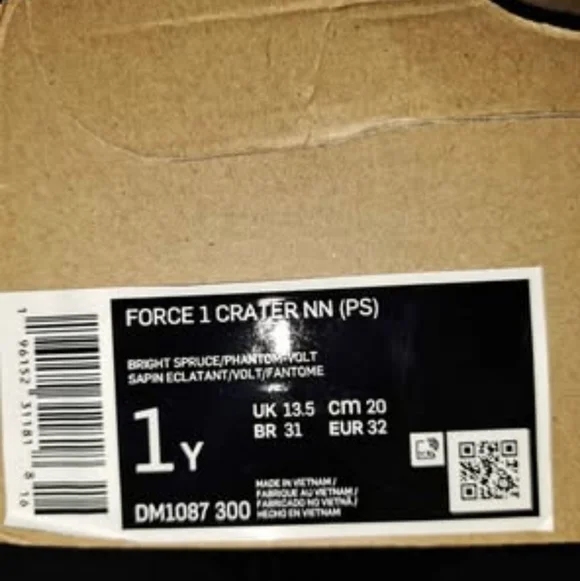 FORCE 1 CRATER NN (PS)
BRIGHT SPRUCE/PHANTOM-VOLT
SAPIN ECLATANT/VOLT/FANTOME
1Y
UK 13.5 cm 20
BR 31 EUR 32
DM1087 300
MADE IN VIETNAM /
FABRIQUE AU VIETNAM /
FABRICADO NO VIETNÃ /
HECHO EN VIETNAM
1 96152 31181 8 16